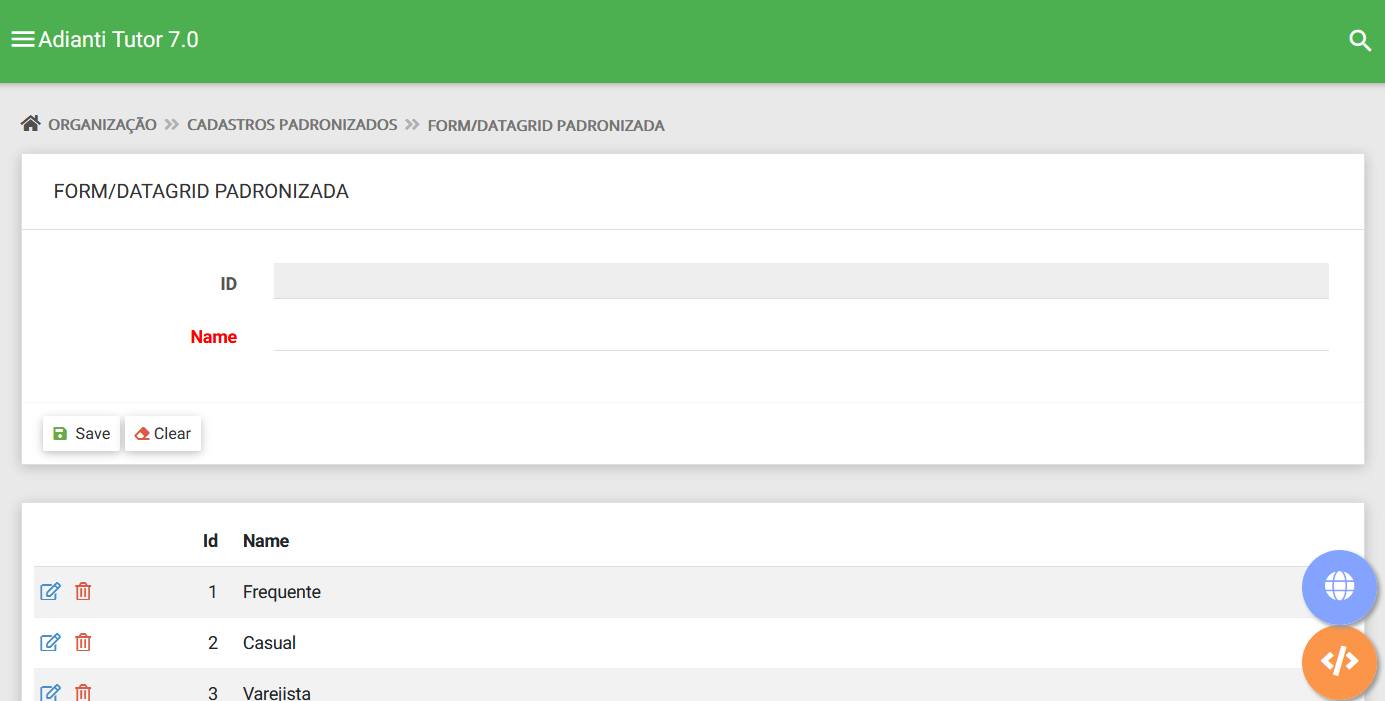 Adianti Tutor 7.0
ORGANIZAÇÃO CADASTROS PADRONIZADOS FORM/DATAGRID PADRONIZADA
FORM/DATAGRID PADRONIZADA
ID
Name
Save Clear
Id Name
1 Frequente
2 Casual
3 Varejista